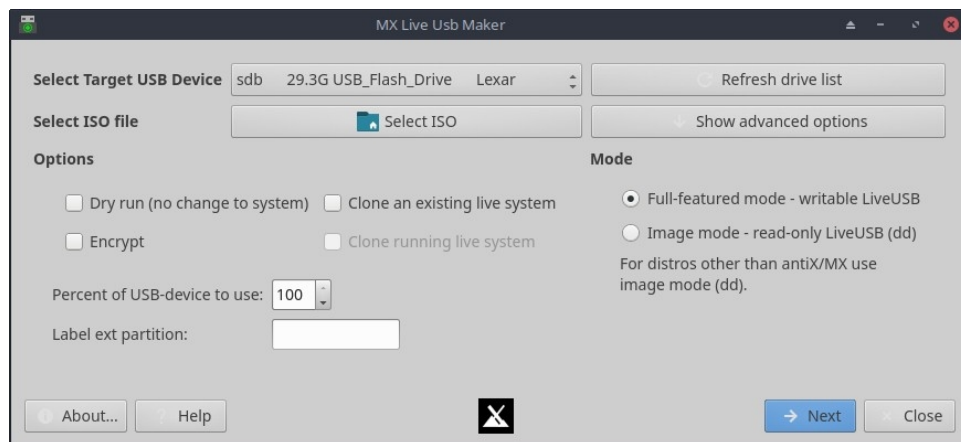 MX Live Usb Maker
Select Target USB Device sdb 29.3G USB_Flash_Drive Lexar Refresh drive list
Select ISO file Select ISO Show advanced options
Options Mode
Dry run (no change to system) Clone an existing live system Full-featured mode - writable LiveUSB
Encrypt Clone running live system Image mode - read-only LiveUSB (dd)
For distros other than antiX/MX use
image mode (dd).
Percent of USB-device to use: 100
Label ext partition:
About... Help Next Close